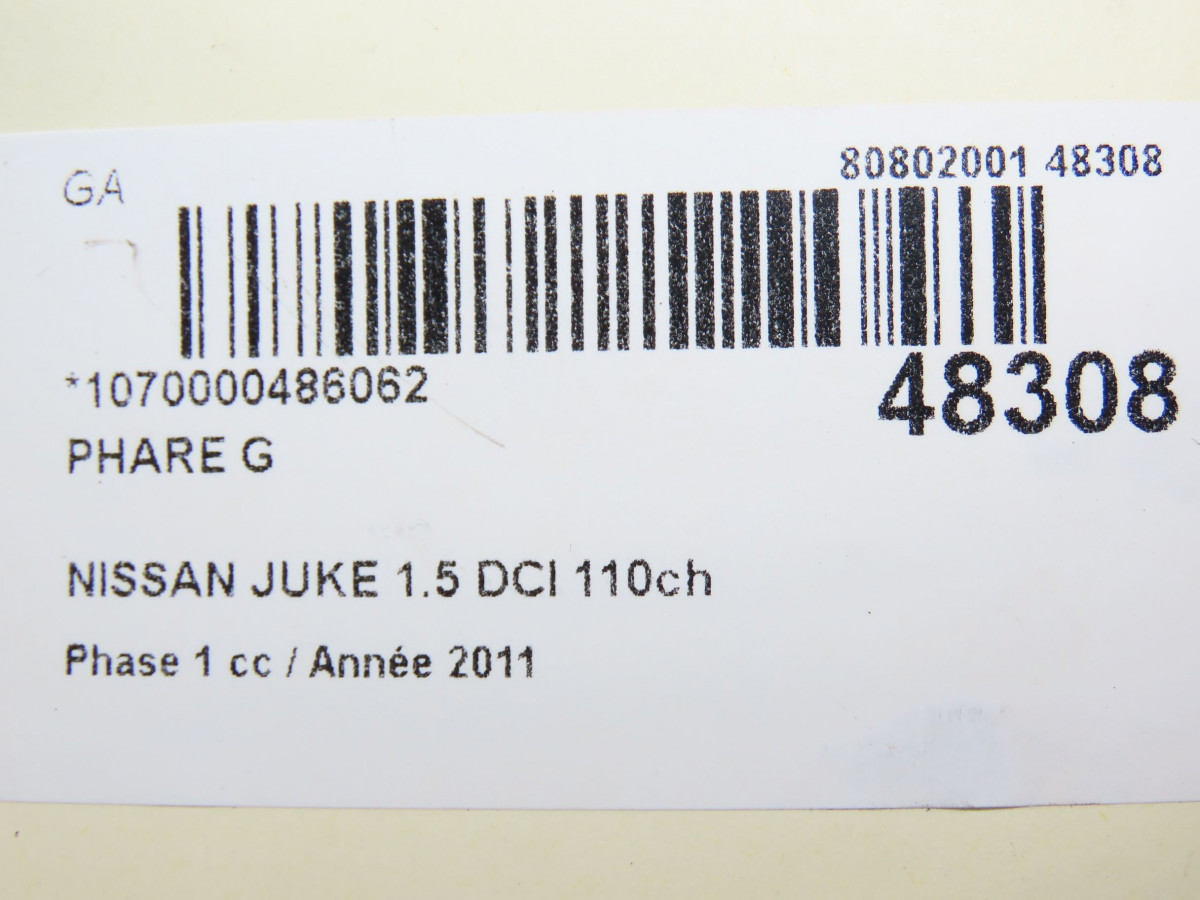 GA
80802001 48308
*1070000486062
48308
PHARE G
NISSAN JUKE 1.5 DCI 110ch
Phase 1 cc / Année 2011